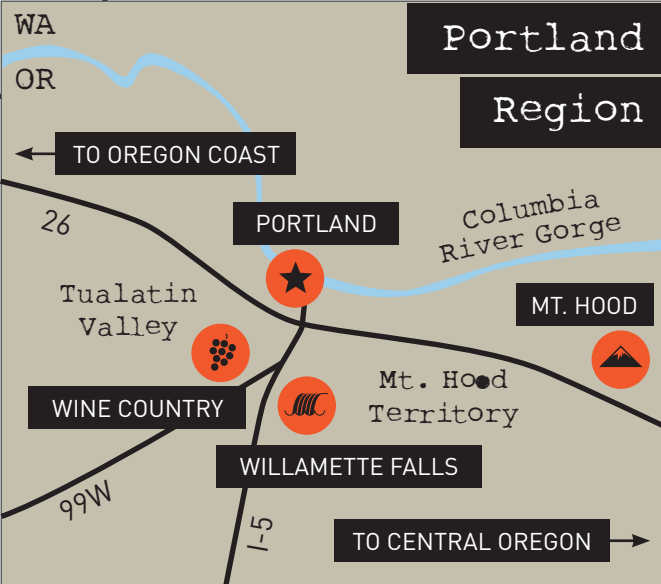 WA
OR
Portland
Region
TO OREGON COAST
26
PORTLAND
Columbia
River Gorge
Tualatin
Valley
MT. HOOD
WINE COUNTRY
Mt. Hood
Territory
WILLAMETTE FALLS
99W
I-5
TO CENTRAL OREGON